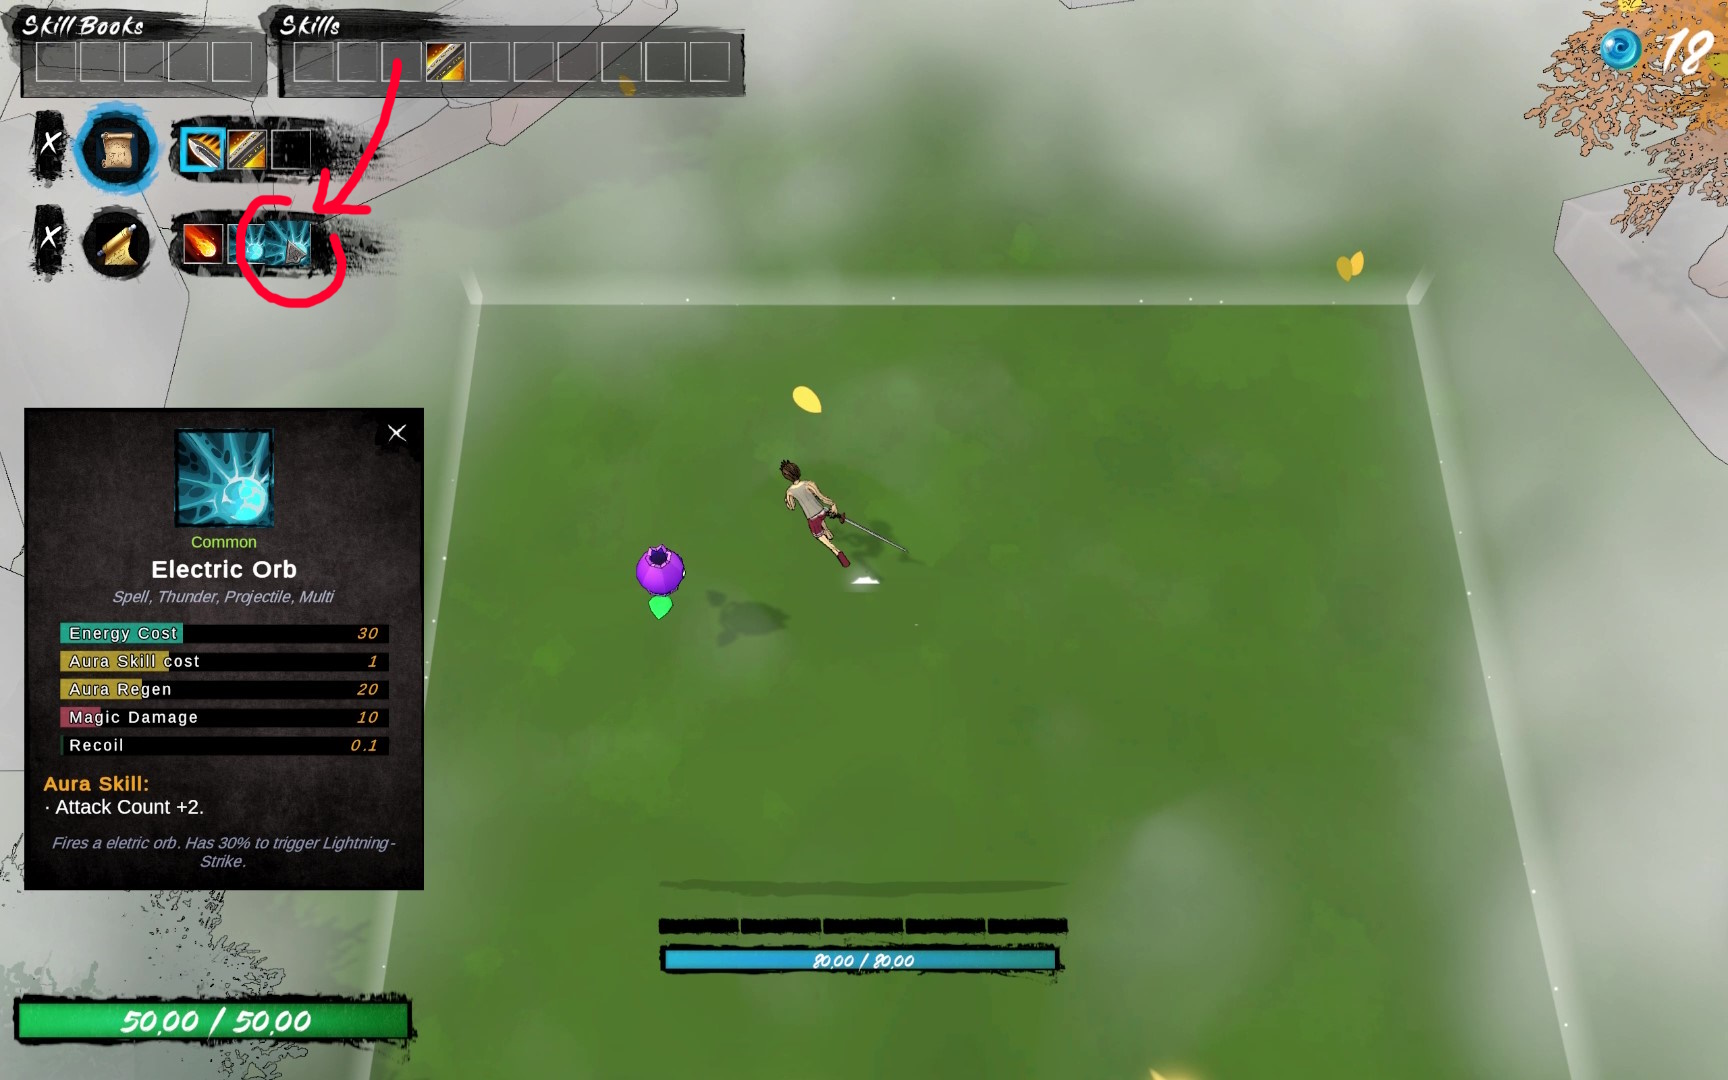 Skill Books
Skills
18
X
X
Common
Electric Orb
Spell, Thunder, Projectile, Multi
Energy Cost 30
Aura Skill cost 1
Aura Regen 20
Magic Damage 10
Recoil 0.1
Aura Skill:
· Attack Count +2.
Fires a eletric orb. Has 30% to trigger Lightning-
Strike.
80,00 / 80,00
50,00 / 50,00